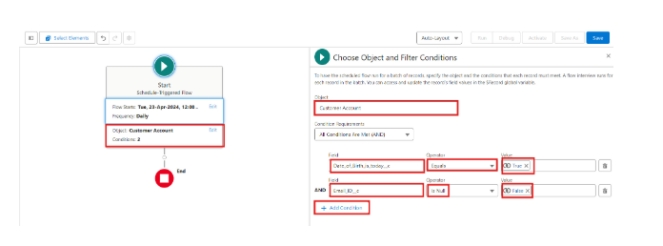 Select Elements
Auto-Layout
Run
Debug
Activate
Save As
Save
Start
Schedule-Triggered Flow
Flow Starts: Tue, 23-Apr-2024, 12:00...
Edit
Frequency: Daily
Object: Customer Account
Edit
Conditions: 2
End
Choose Object and Filter Conditions
To have the scheduled flow run for a batch of records, specify the object and the conditions that each record must meet. A flow interview runs for
each record in the batch. You can access and update the record's field values in the $Record global variable.
Object
Customer Account
Condition Requirements
All Conditions Are Met (AND)
Field
Operator
Value
Date_of_Birth_is_today__c
Equals
True
Field
Operator
Value
AND
Email_ID__c
Is Null
False
+ Add Condition